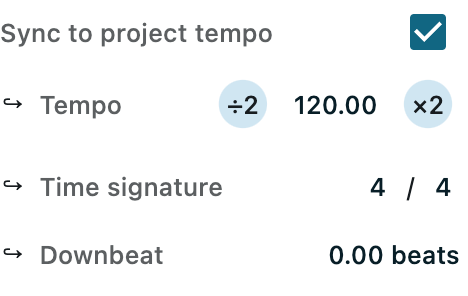 Sync to project tempo
↪ Tempo ÷2 120.00 ×2
↪ Time signature 4 / 4
↪ Downbeat 0.00 beats